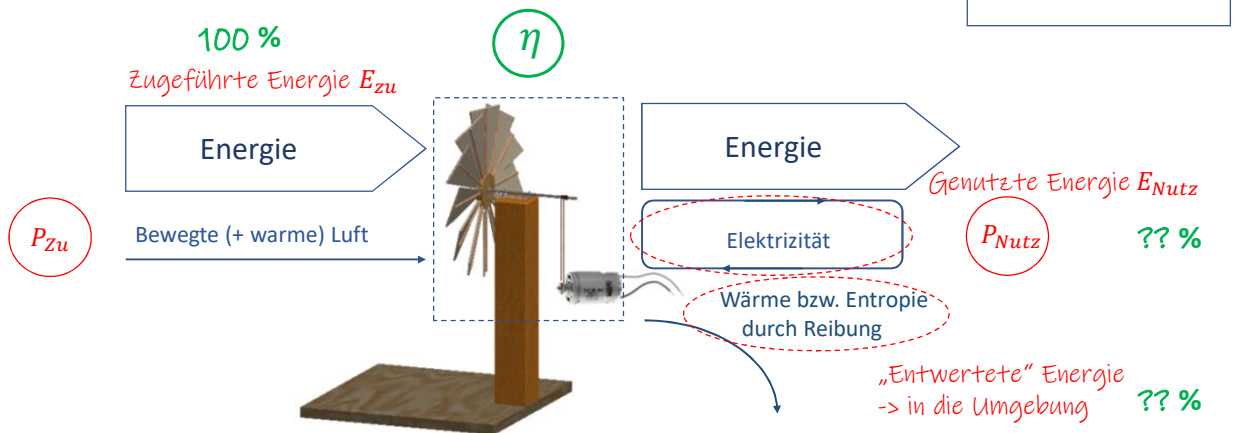 100 %
η
Zugeführte Energie E_Zu
Energie
Energie
Genutzte Energie E_Nutz
P_Zu
Bewegte (+ warme) Luft
Elektrizität
P_Nutz
?? %
Wärme bzw. Entropie
durch Reibung
„Entwertete“ Energie
-> in die Umgebung
?? %